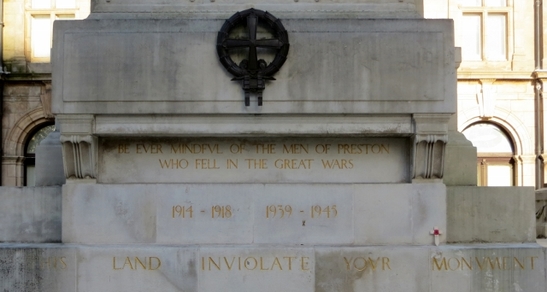 BE EVER MINDFVL OF THE MEN OF PRESTON
WHO FELL IN THE GREAT WARS
1914 - 1918 1939 - 1945
LAND INVIOLATE YOVR MONVMENT